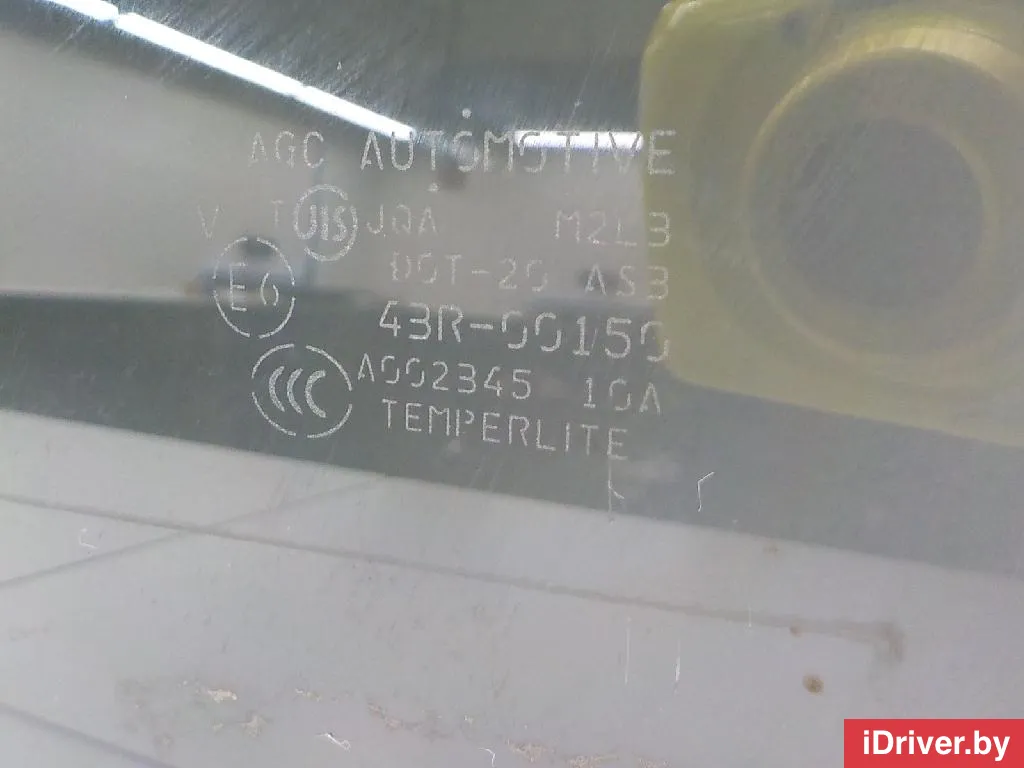 AGC AUTOMOTIVE
V T JIS JQA M2L3
DOT-20 AS3
E6 43R-00150
CCC A002345 10A
TEMPERLITE
iDriver.by